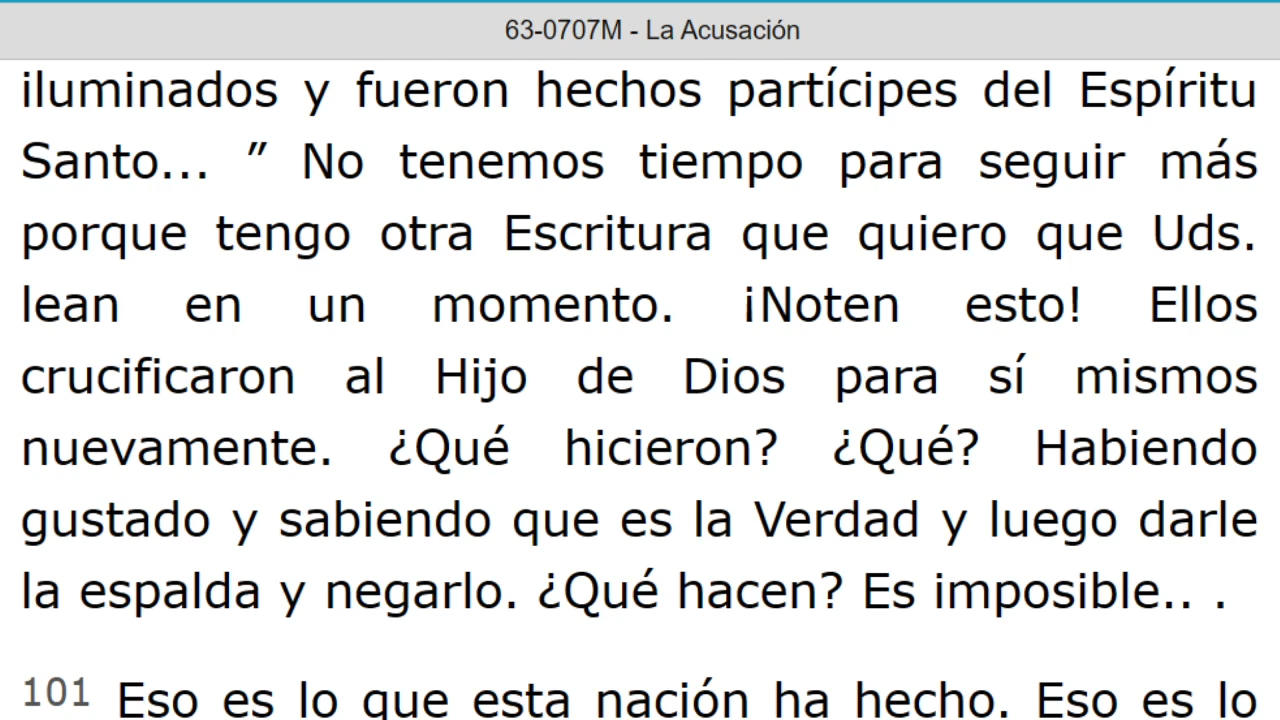 63-0707M - La Acusación
iluminados y fueron hechos partícipes del Espíritu
Santo... ” No tenemos tiempo para seguir más
porque tengo otra Escritura que quiero que Uds.
lean en un momento. ¡Noten esto! Ellos
crucificaron al Hijo de Dios para sí mismos
nuevamente. ¿Qué hicieron? ¿Qué? Habiendo
gustado y sabiendo que es la Verdad y luego darle
la espalda y negarlo. ¿Qué hacen? Es imposible.. .
101 Eso es lo que esta nación ha hecho. Eso es lo